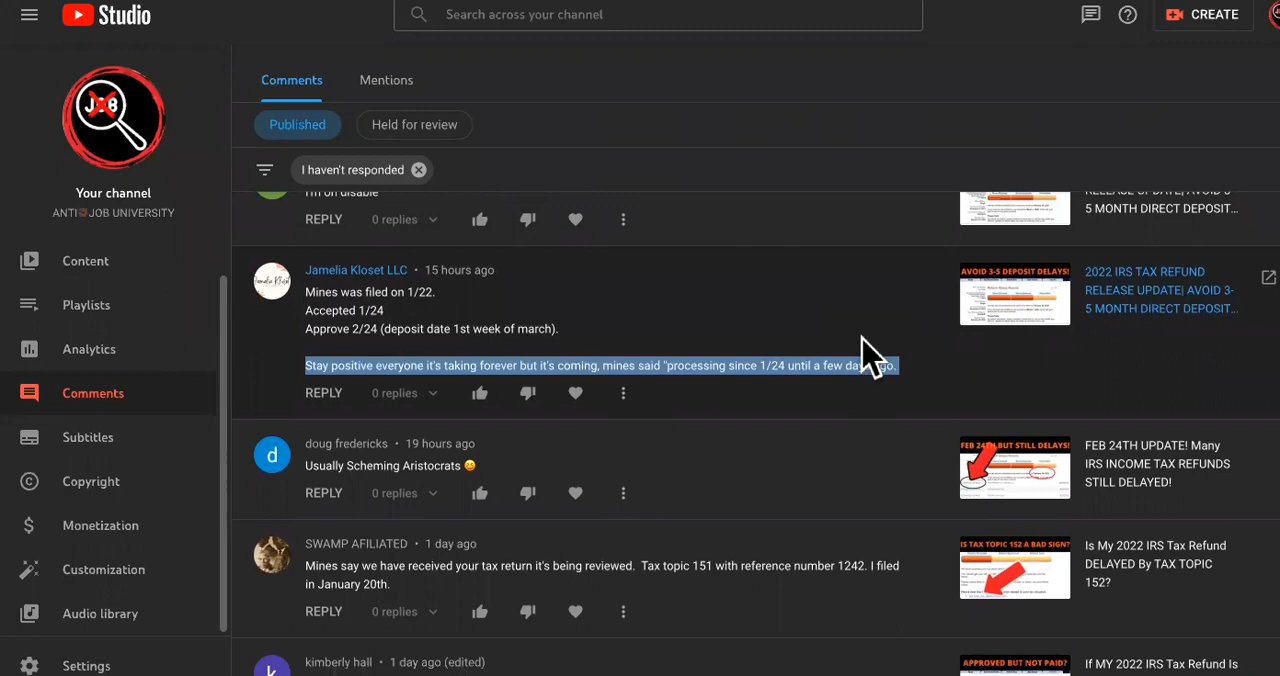 Studio
Search across your channel
CREATE
JOB
Your channel
ANTI JOB UNIVERSITY
Content
Playlists
Analytics
Comments
Subtitles
Copyright
Monetization
Customization
Audio library
Settings
Comments Mentions
Published Held for review
I haven't responded
I'm on disable
REPLY 0 replies
RELEASE UPDATE| AVOID 3-
5 MONTH DIRECT DEPOSIT...
Jamelia Kloset LLC • 15 hours ago
Mines was filed on 1/22.
Accepted 1/24
Approve 2/24 (deposit date 1st week of march).
Stay positive everyone it's taking forever but it's coming, mines said "processing since 1/24 until a few days ago.
REPLY 0 replies
AVOID 3-5 DEPOSIT DELAYS!
2022 IRS TAX REFUND
RELEASE UPDATE| AVOID 3-
5 MONTH DIRECT DEPOSIT...
doug fredericks • 19 hours ago
Usually Scheming Aristocrats 😆
REPLY 0 replies
FEB 24TH BUT STILL DELAYS!
FEB 24TH UPDATE! Many
IRS INCOME TAX REFUNDS
STILL DELAYED!
SWAMP AFILIATED • 1 day ago
Mines say we have received your tax return it's being reviewed.  Tax topic 151 with reference number 1242. I filed
in January 20th.
REPLY 0 replies
IS TAX TOPIC 152 A BAD SIGN?
Is My 2022 IRS Tax Refund
DELAYED By TAX TOPIC
152?
k
kimberly hall • 1 day ago (edited)
APPROVED BUT NOT PAID?
If MY 2022 IRS Tax Refund Is
d